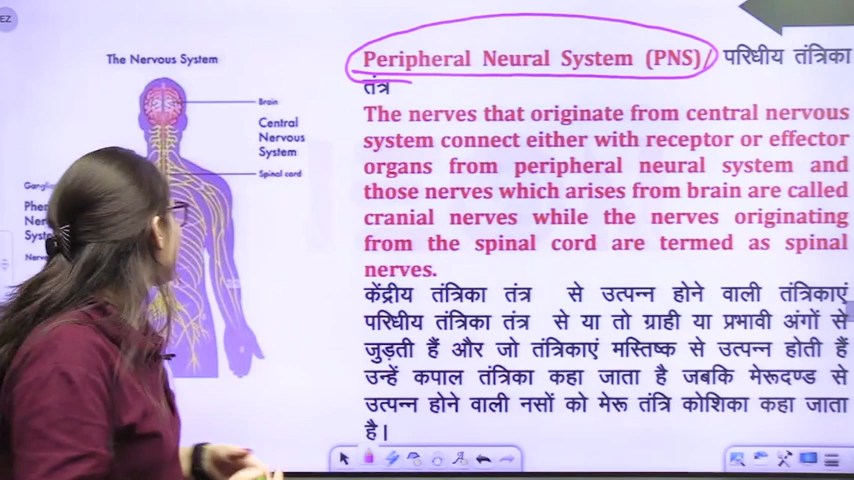 EZ
The Nervous System
Brain
Central
Nervous
System
Spinal cord
Peripheral Neural System (PNS)/ परिधीय तंत्रिका
तंत्र
The nerves that originate from central nervous
system connect either with receptor or effector
organs from peripheral neural system and
those nerves which arises from brain are called
cranial nerves while the nerves originating
from the spinal cord are termed as spinal
nerves.
केंद्रीय तंत्रिका तंत्र से उत्पन्न होने वाली तंत्रिकाएं
परिधीय तंत्रिका तंत्र से या तो ग्राही या प्रभावी अंगों से
जुड़ती हैं और जो तंत्रिकाएं मस्तिष्क से उत्पन्न होती हैं
उन्हें कपाल तंत्रिका कहा जाता है जबकि मेरूदण्ड से
उत्पन्न होने वाली नसों को मेरू तंत्रि कोशिका कहा जाता
है।